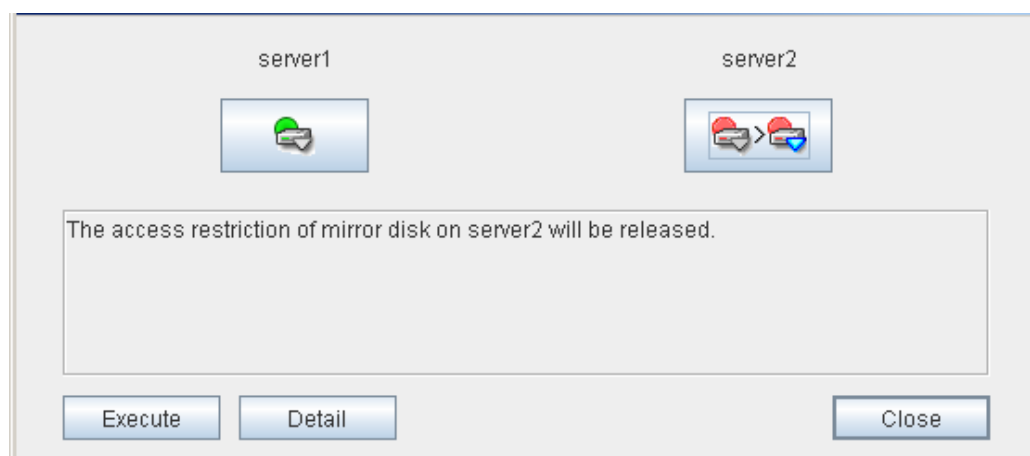 server1 server2
>
The access restriction of mirror disk on server2 will be released.
Execute Detail Close